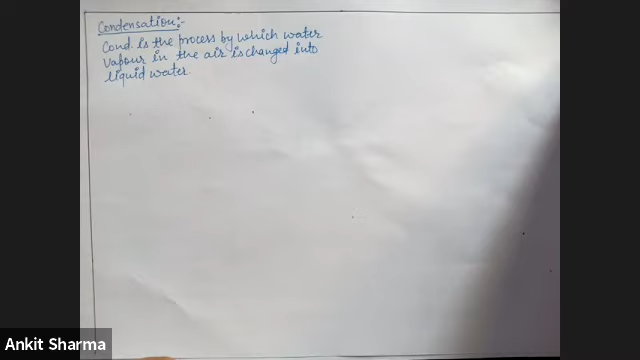 Condensation:-
Cond. is the process by which water
vapour in the air is changed into
liquid water.
Ankit Sharma